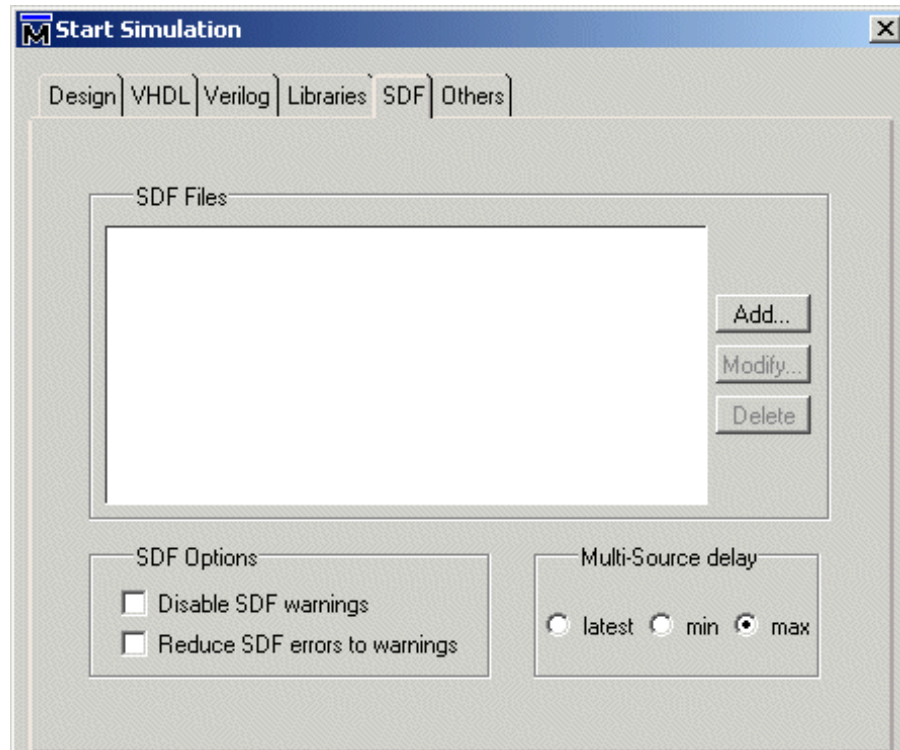 Start Simulation
Design VHDL Verilog Libraries SDF Others
SDF Files
Add...
Modify...
Delete
SDF Options
Disable SDF warnings
Reduce SDF errors to warnings
Multi-Source delay
latest min max